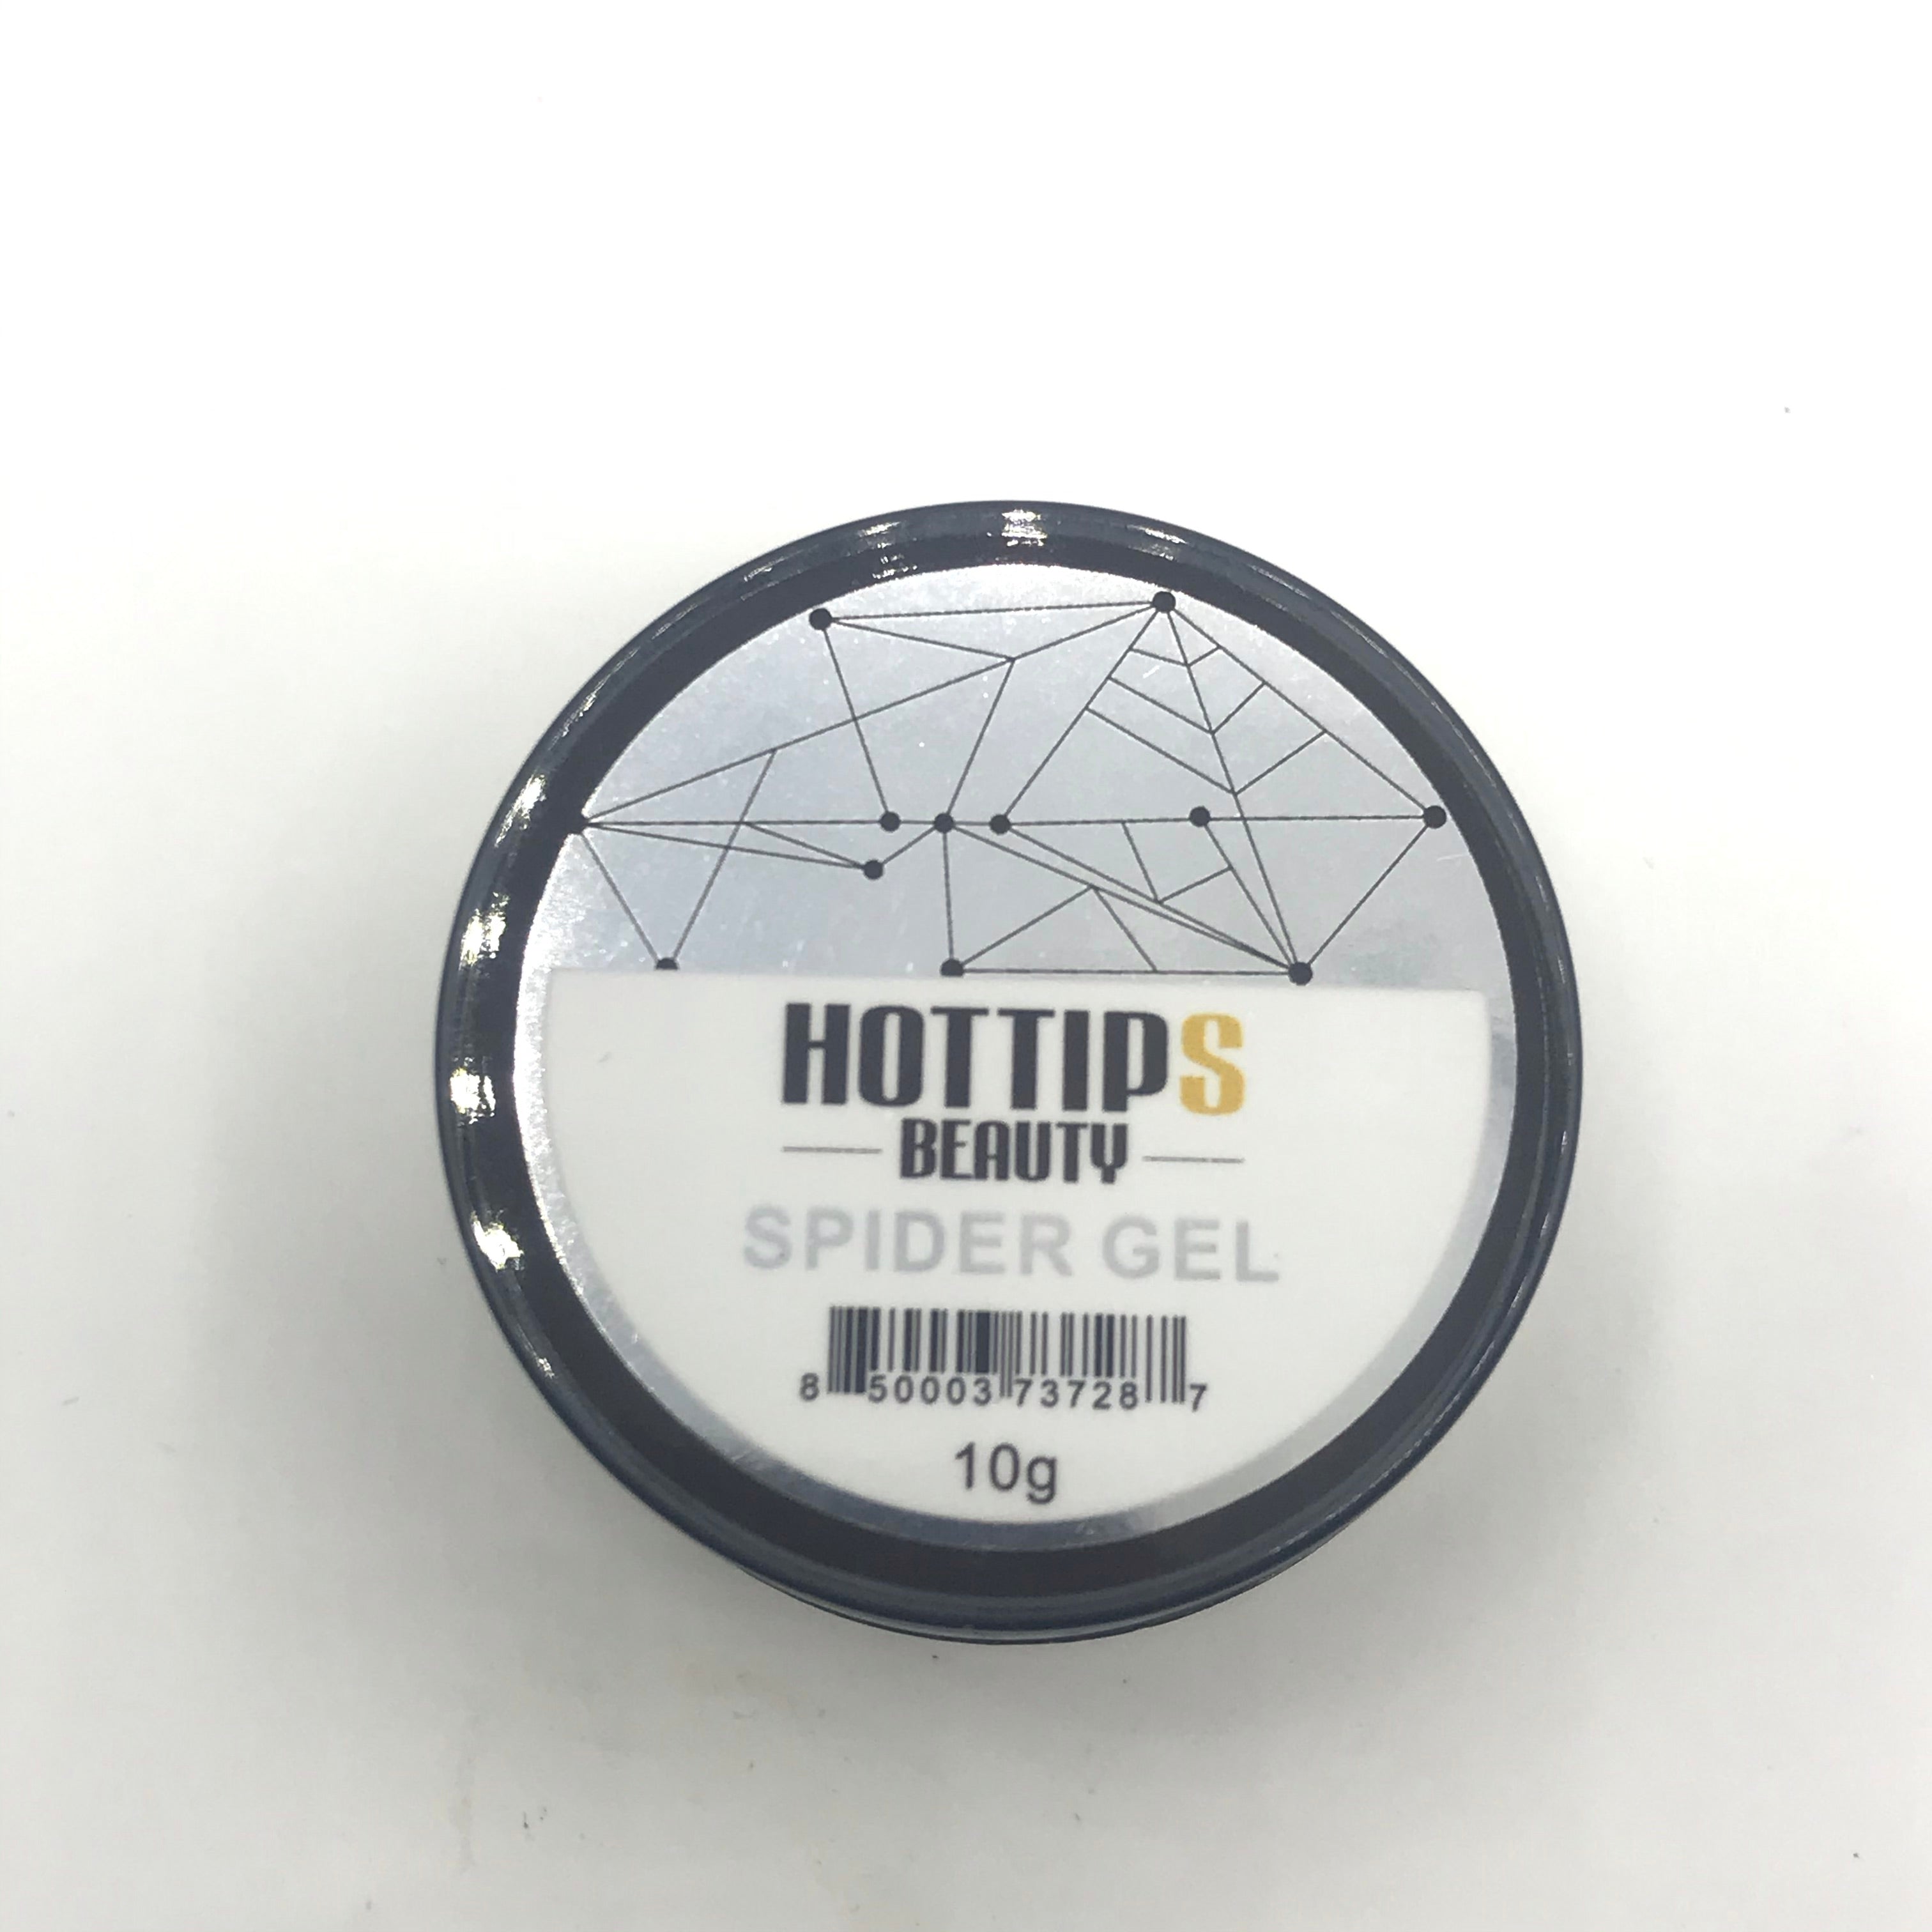 HOTTIPS
BEAUTY
SPIDER GEL
8 50003 73728 7
10g